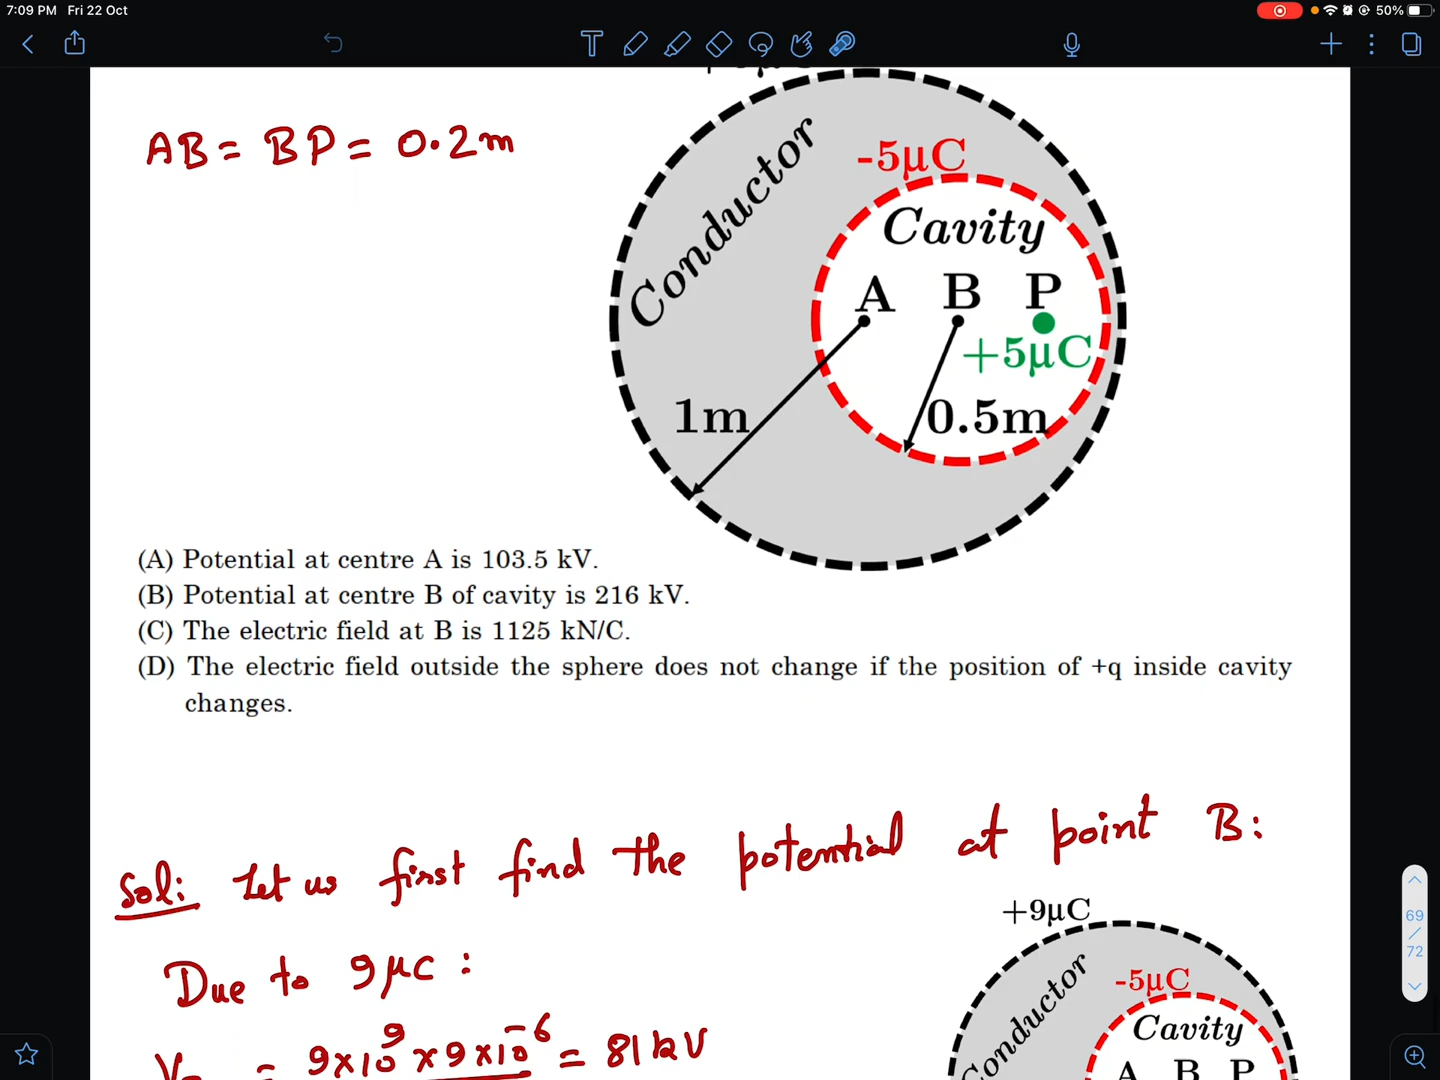 7:09 PM Fri 22 Oct
50%
AB = BP = 0.2m
Conductor
-5μC
Cavity
A B P
+5μC
1m
0.5m
(A) Potential at centre A is 103.5 kV.
(B) Potential at centre B of cavity is 216 kV.
(C) The electric field at B is 1125 kN/C.
(D) The electric field outside the sphere does not change if the position of +q inside cavity
changes.
Sol: Let us first find the potential at point B:
+9μC
Due to 9μC :
Conductor
-5μC
Cavity
A B P
= 9×10⁹ × 9×10⁻⁶ = 81 kV
69
/
72